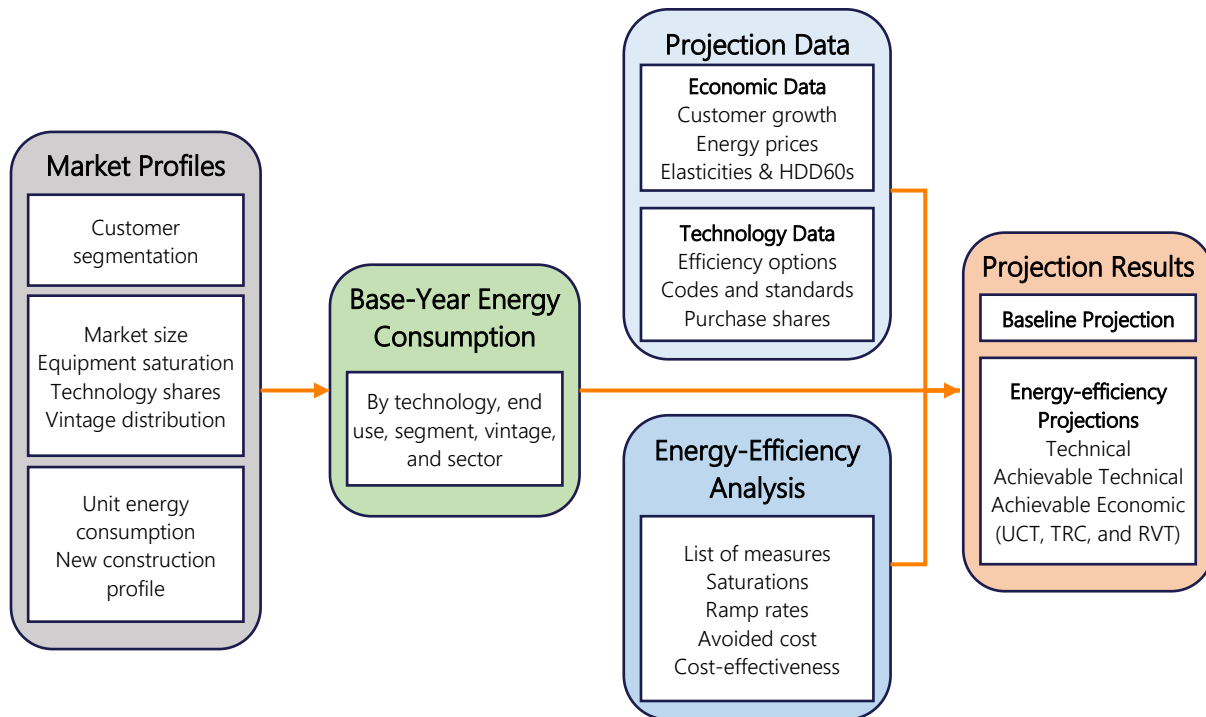 Market Profiles
Customer
segmentation
Market size
Equipment saturation
Technology shares
Vintage distribution
Unit energy
consumption
New construction
profile
Base-Year Energy
Consumption
By technology, end
use, segment, vintage,
and sector
Projection Data
Economic Data
Customer growth
Energy prices
Elasticities & HDD60s
Technology Data
Efficiency options
Codes and standards
Purchase shares
Energy-Efficiency
Analysis
List of measures
Saturations
Ramp rates
Avoided cost
Cost-effectiveness
Projection Results
Baseline Projection
Energy-efficiency
Projections
Technical
Achievable Technical
Achievable Economic
(UCT, TRC, and RVT)